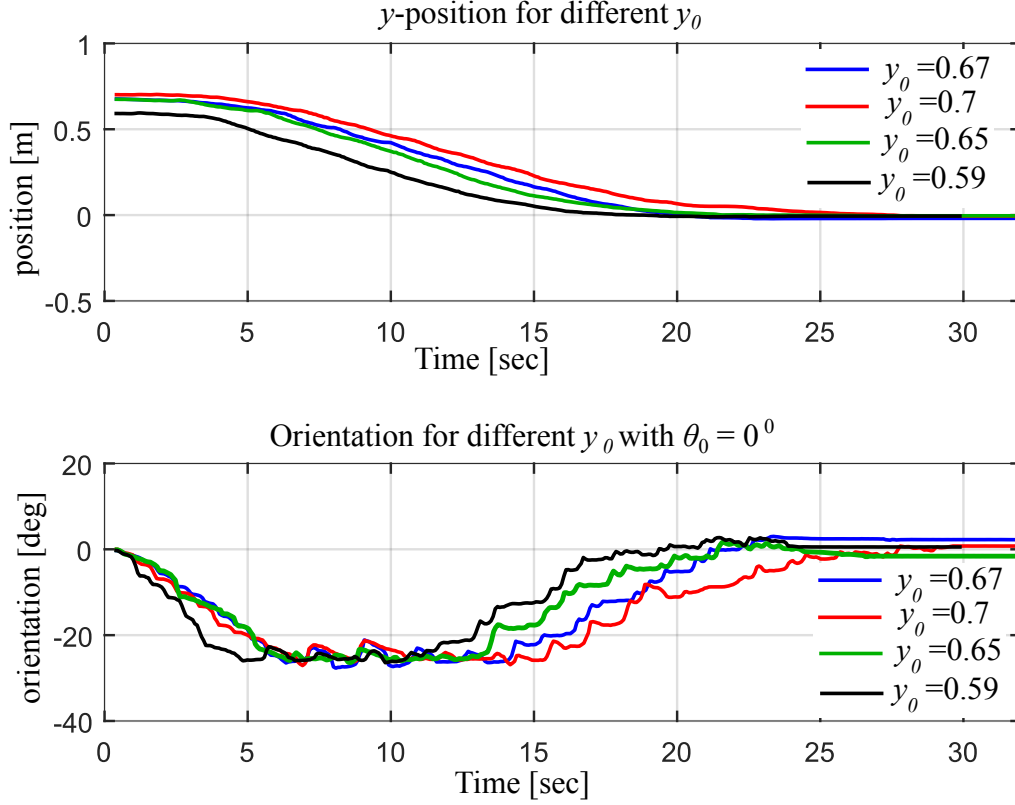 y-position for different y₀
1
0.5
0
-0.5
position [m]
y₀ =0.67
y₀ =0.7
y₀ =0.65
y₀ =0.59
0 5 10 15 20 25 30
Time [sec]
Orientation for different y₀ with θ₀ = 0⁰
20
0
-20
-40
orientation [deg]
y₀ =0.67
y₀ =0.7
y₀ =0.65
y₀ =0.59
0 5 10 15 20 25 30
Time [sec]